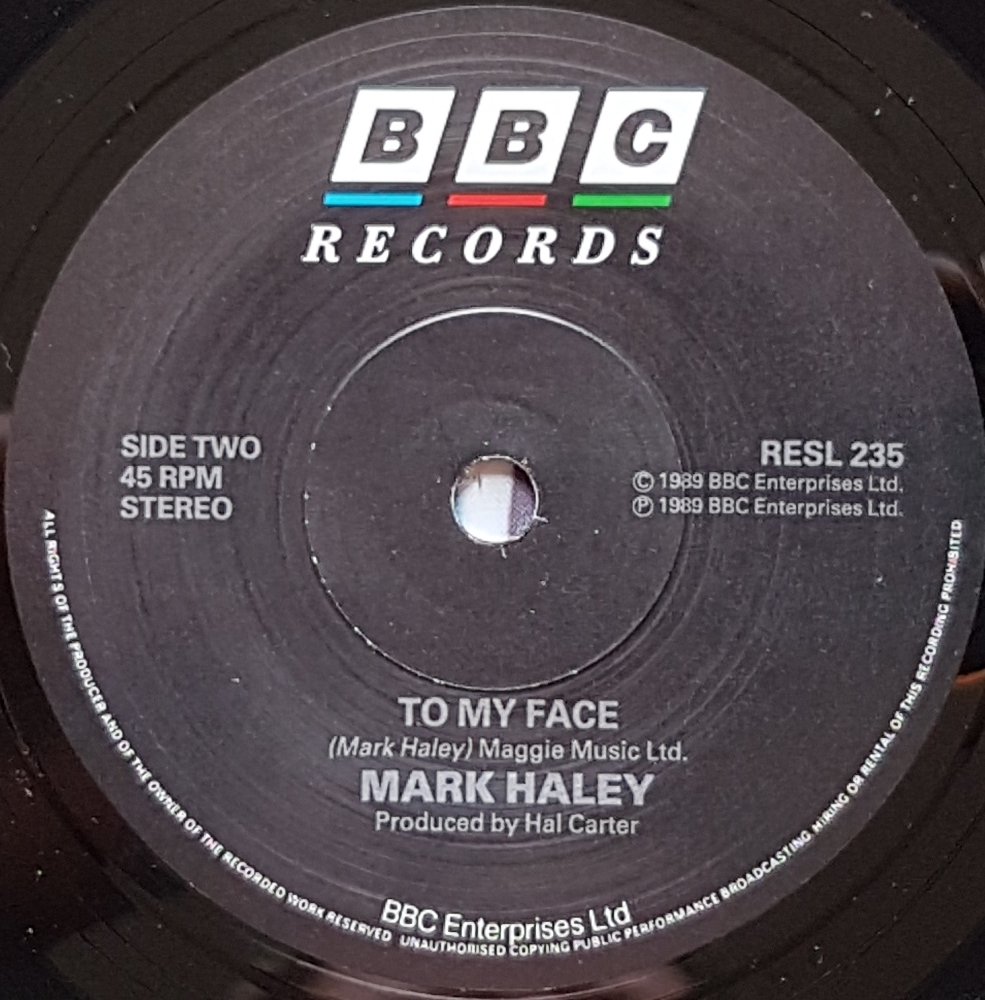 BBC
RECORDS
SIDE TWO
45 RPM
STEREO
RESL 235
© 1989 BBC Enterprises Ltd.
℗ 1989 BBC Enterprises Ltd.
TO MY FACE
(Mark Haley) Maggie Music Ltd.
MARK HALEY
Produced by Hal Carter
BBC Enterprises Ltd
ALL RIGHTS OF THE PRODUCER AND OF THE OWNER OF THE RECORDED WORK RESERVED UNAUTHORISED COPYING PUBLIC PERFORMANCE BROADCASTING HIRING OR RENTAL OF THIS RECORDING PROHIBITED